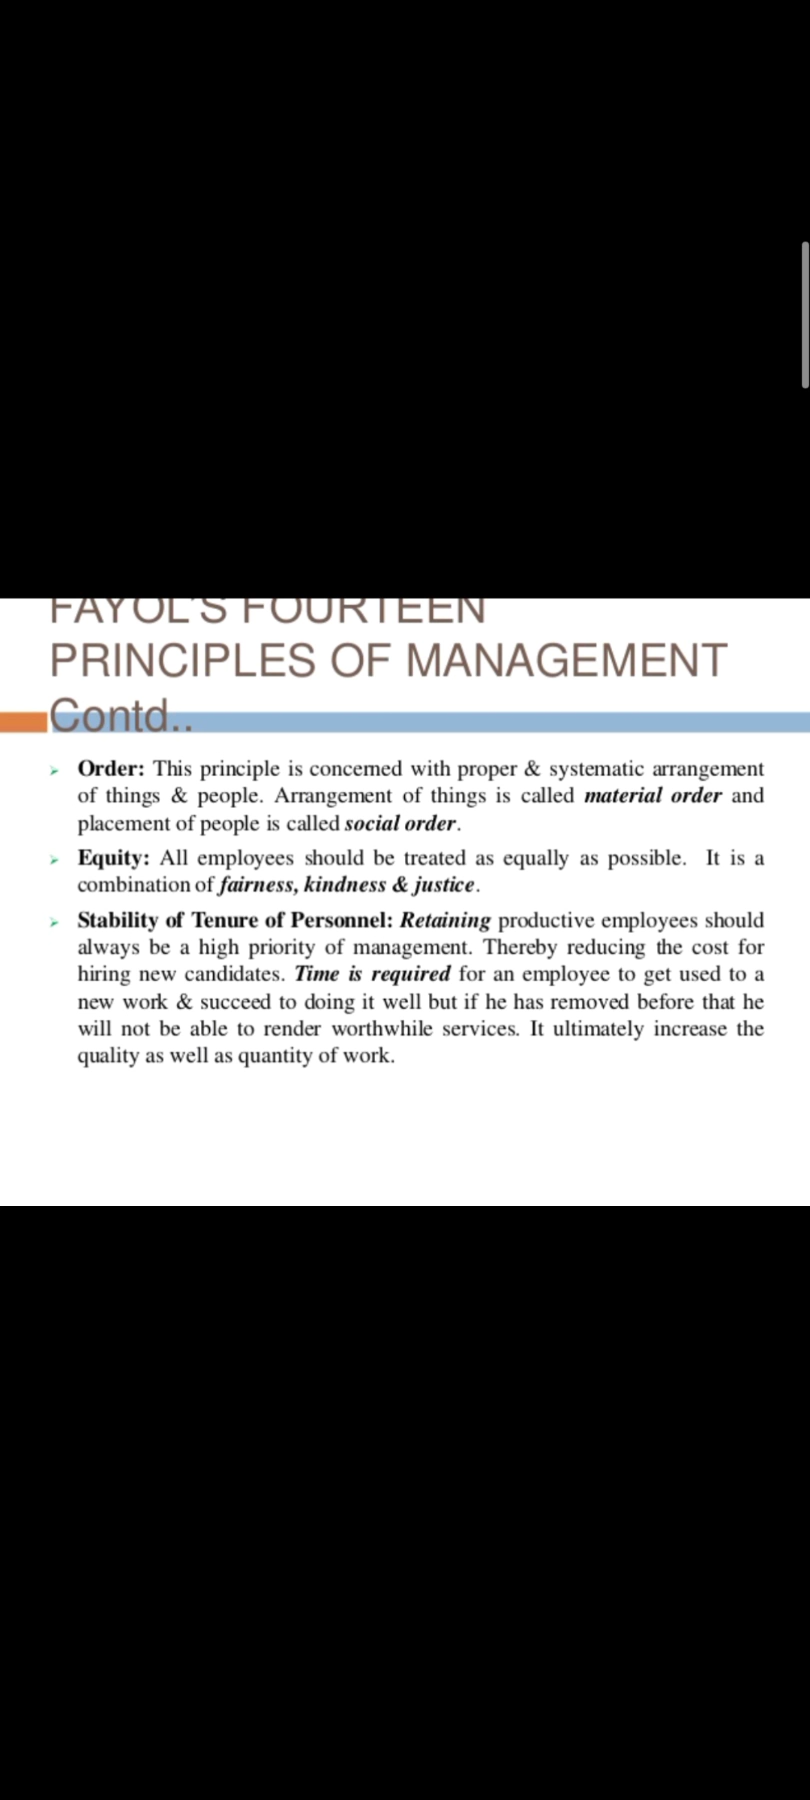 FAYOL'S FOURTEEN
PRINCIPLES OF MANAGEMENT
Contd..
➢ Order: This principle is concerned with proper & systematic arrangement
of things & people. Arrangement of things is called material order and
placement of people is called social order.
➢ Equity: All employees should be treated as equally as possible. It is a
combination of fairness, kindness & justice.
➢ Stability of Tenure of Personnel: Retaining productive employees should
always be a high priority of management. Thereby reducing the cost for
hiring new candidates. Time is required for an employee to get used to a
new work & succeed to doing it well but if he has removed before that he
will not be able to render worthwhile services. It ultimately increase the
quality as well as quantity of work.